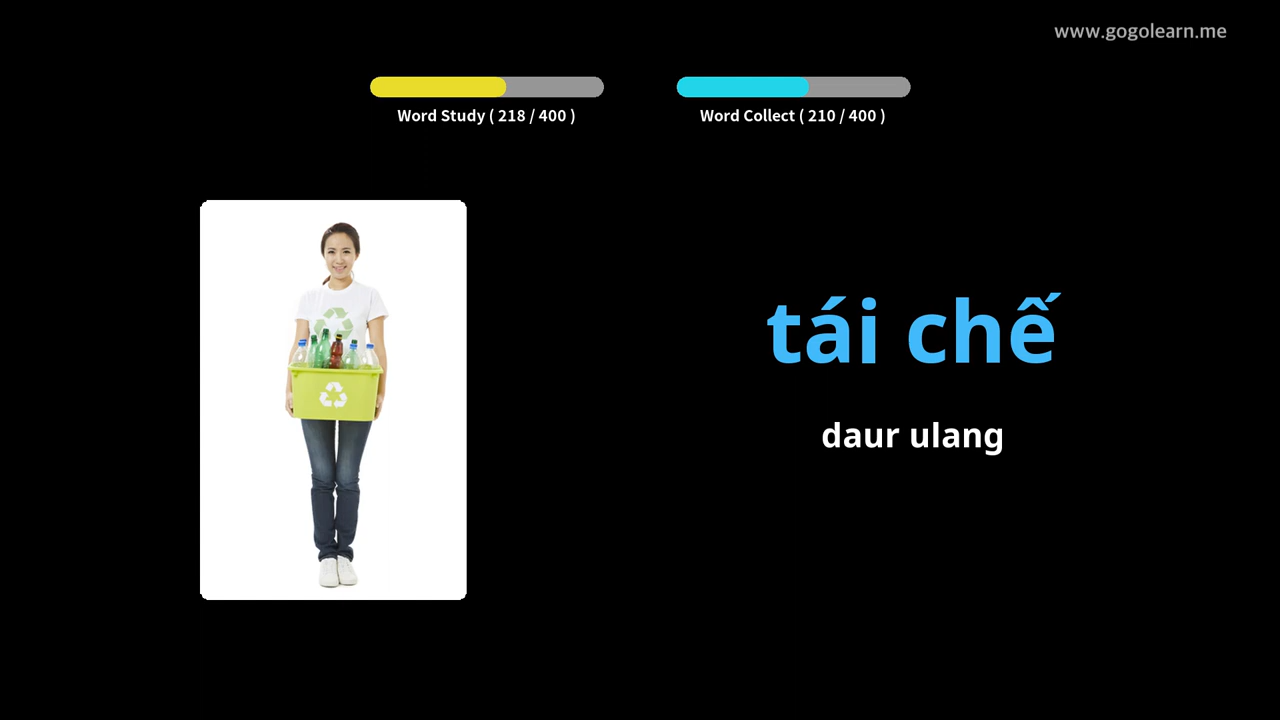 www.gogolearn.me
Word Study ( 218 / 400 )
Word Collect ( 210 / 400 )
tái chế
daur ulang